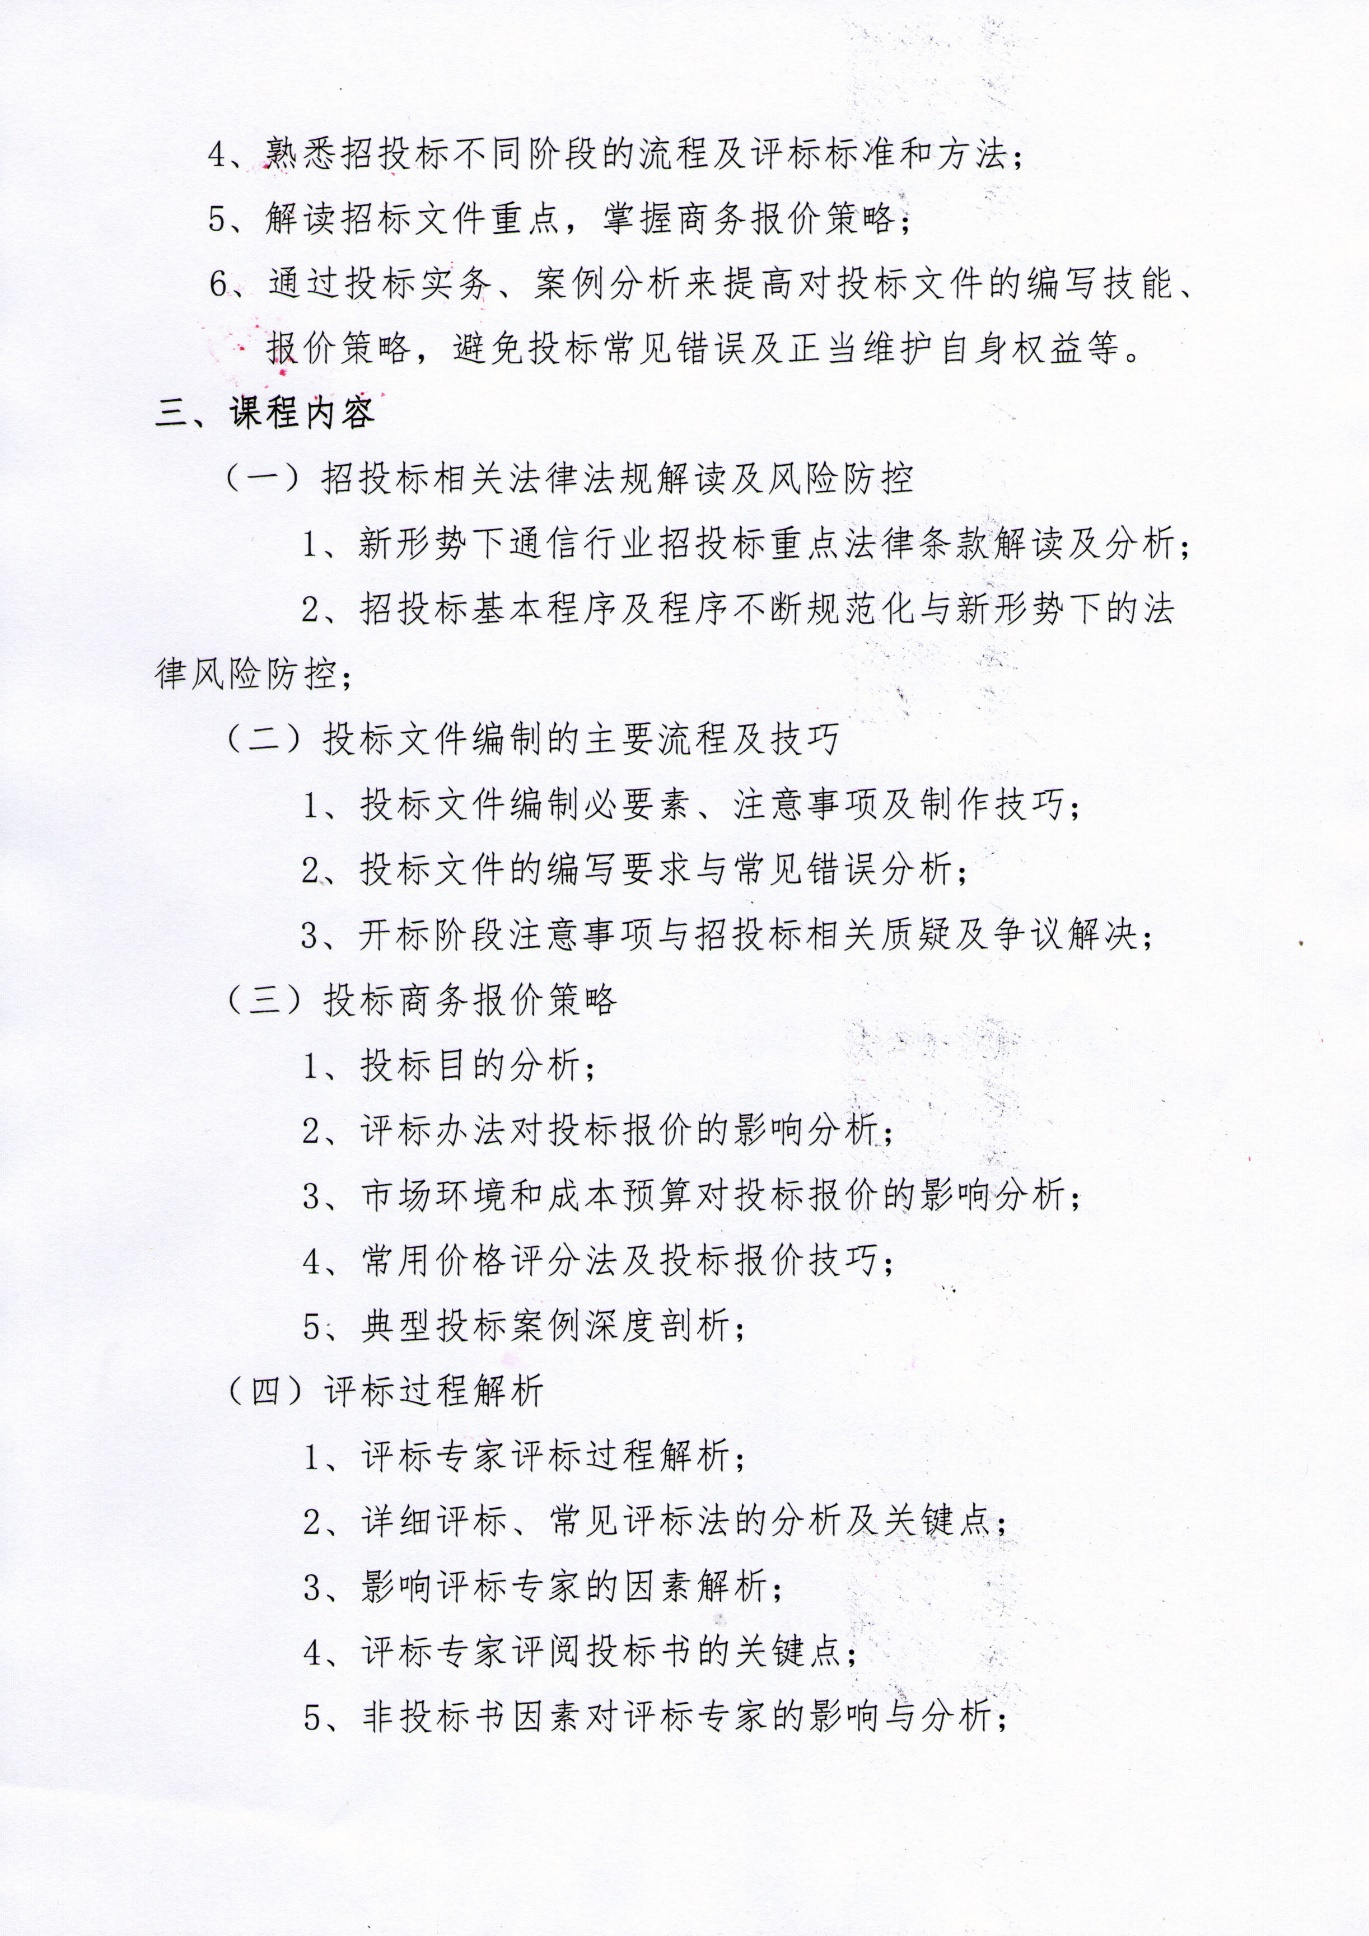 4、熟悉招投标不同阶段的流程及评标标准和方法；
5、解读招标文件重点，掌握商务报价策略；
6、通过投标实务、案例分析来提高对投标文件的编写技能、
报价策略，避免投标常见错误及正当维护自身权益等。
三、课程内容
（一）招投标相关法律法规解读及风险防控
1、新形势下通信行业招投标重点法律条款解读及分析；
2、招投标基本程序及程序不断规范化与新形势下的法
律风险防控；
（二）投标文件编制的主要流程及技巧
1、投标文件编制必要素、注意事项及制作技巧；
2、投标文件的编写要求与常见错误分析；
3、开标阶段注意事项与招投标相关质疑及争议解决；
（三）投标商务报价策略
1、投标目的分析；
2、评标办法对投标报价的影响分析；
3、市场环境和成本预算对投标报价的影响分析；
4、常用价格评分法及投标报价技巧；
5、典型投标案例深度剖析；
（四）评标过程解析
1、评标专家评标过程解析；
2、详细评标、常见评标法的分析及关键点；
3、影响评标专家的因素解析；
4、评标专家评阅投标书的关键点；
5、非投标书因素对评标专家的影响与分析；